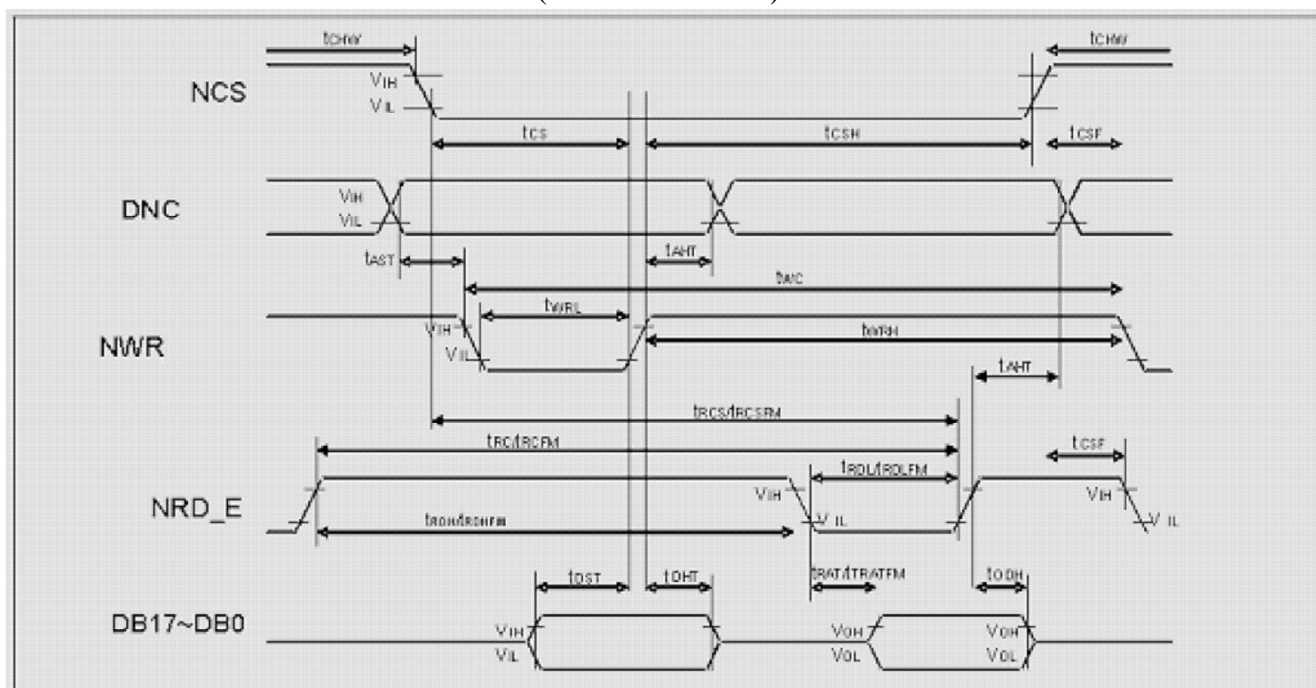 tCHW tCHW
NCS VIH
VIL
tCS tCSH tCSF
DNC VIH
VIL
tAST tAHT
tWC
tWRL
NWR VIH
VIL
tWRH
tAHT
tRCS/tRCSFM
tRC/tRCFM
tRDL/tRDLFM tCSF
NRD_E VIH VIH
VIL VIL
tRDH/tRDHFM
tDST tDHT tRAT/tTRATFM tODH
DB17~DB0 VIH VOH VOH
VIL VOL VOL